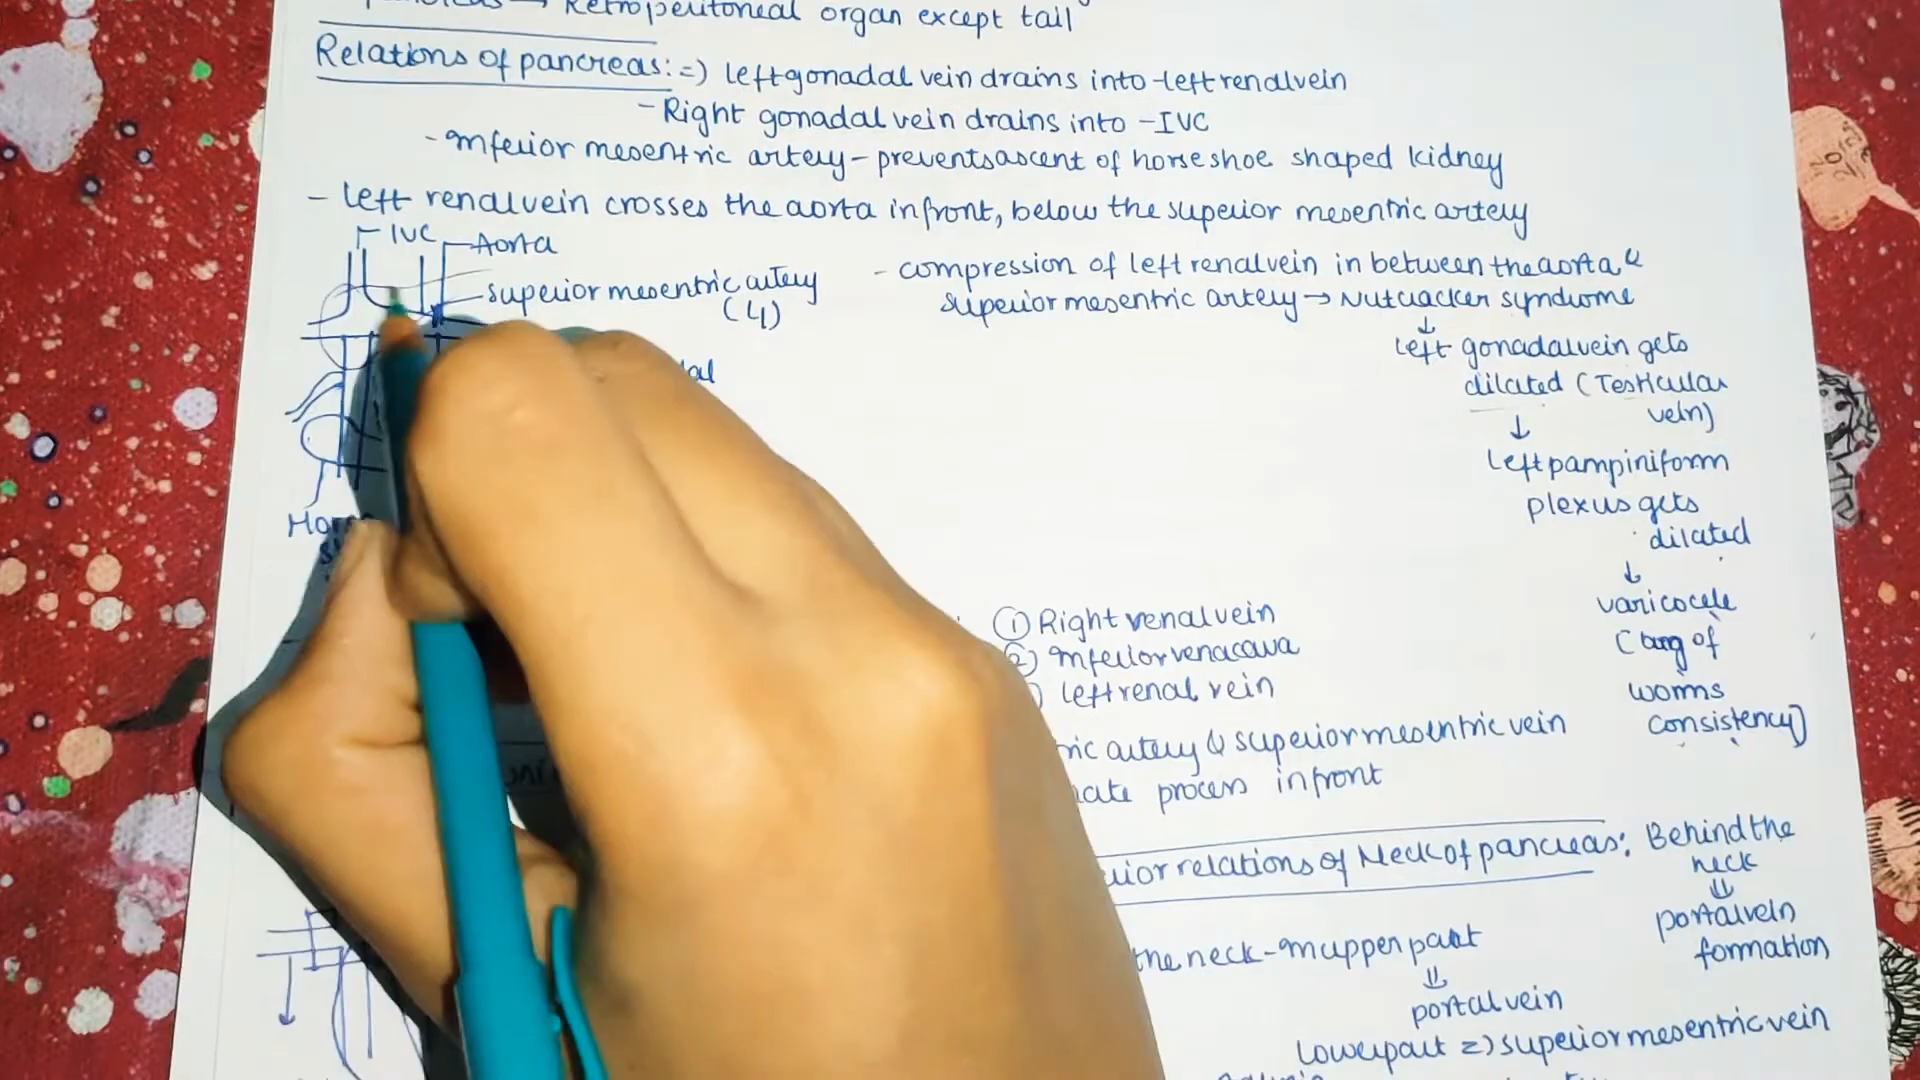 Retroperitoneal organ except tail
Relations of pancreas: => left gonadal vein drains into - left renal vein
- Right gonadal vein drains into - IVC
- Inferior mesentric artery - prevents ascent of horse shoe shaped kidney
- left renal vein crosses the aorta infront, below the superior mesentric artery
IVC
Aorta
superior mesentric artery
(L1)
- compression of left renal vein in between the aorta &
superior mesentric artery → Nutcracker syndrome
↓
left gonadal vein gets
dilated (Testicular
vein)
↓
left pampiniform
plexus gets
dilated
↓
varicocele
(bag of
worms
consistency)
① Right renal vein
② Inferior venacava
) left renal vein
ric artery & superior mesentric vein
nate process infront
rior relations of Neck of pancreas: Behind the
neck
⇓
portal vein
formation
the neck - In upper part
⇓
portal vein
Lower part => superior mesentric vein